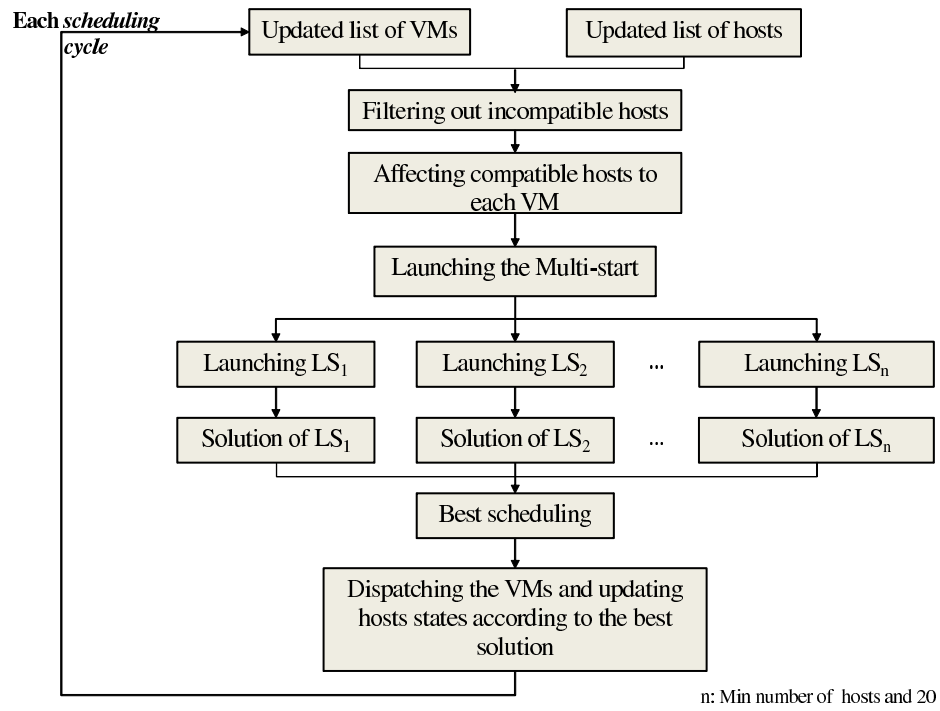 Each scheduling
cycle
Updated list of VMs
Updated list of hosts
Filtering out incompatible hosts
Affecting compatible hosts to
each VM
Launching the Multi-start
Launching LS1
Launching LS2
...
Launching LSn
Solution of LS1
Solution of LS2
...
Solution of LSn
Best scheduling
Dispatching the VMs and updating
hosts states according to the best
solution
n: Min number of hosts and 20